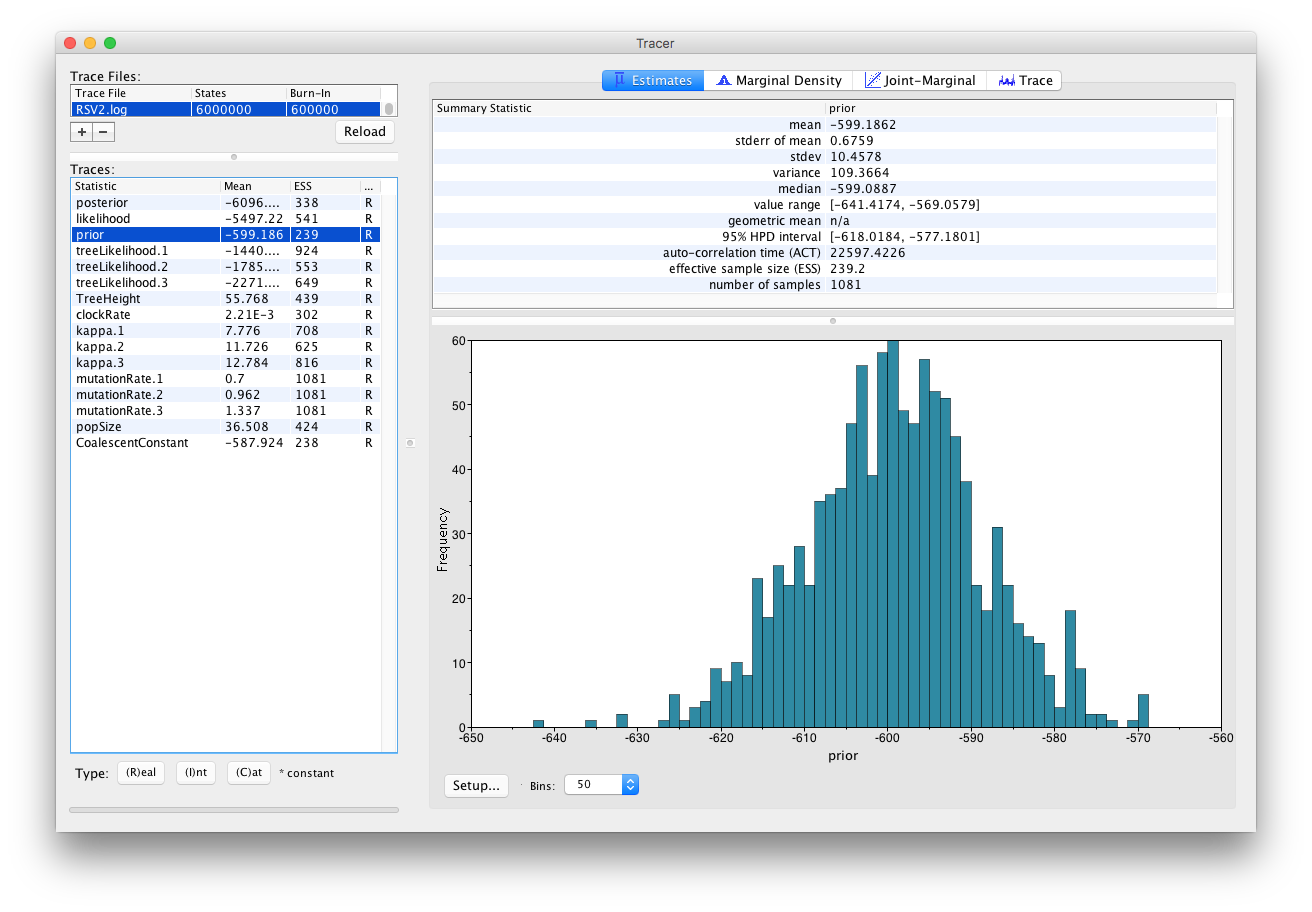 Tracer
Trace Files:
Trace File States Burn-In
RSV2.log 6000000 600000
+ − Reload
Traces:
Statistic Mean ESS ...
posterior -6096.... 338 R
likelihood -5497.22 541 R
prior -599.186 239 R
treeLikelihood.1 -1440.... 924 R
treeLikelihood.2 -1785.... 553 R
treeLikelihood.3 -2271.... 649 R
TreeHeight 55.768 439 R
clockRate 2.21E-3 302 R
kappa.1 7.776 708 R
kappa.2 11.726 625 R
kappa.3 12.784 816 R
mutationRate.1 0.7 1081 R
mutationRate.2 0.962 1081 R
mutationRate.3 1.337 1081 R
popSize 36.508 424 R
CoalescentConstant -587.924 238 R
Type: (R)eal (I)nt (C)at * constant
Estimates Marginal Density Joint-Marginal Trace
Summary Statistic prior
mean -599.1862
stderr of mean 0.6759
stdev 10.4578
variance 109.3664
median -599.0887
value range [-641.4174, -569.0579]
geometric mean n/a
95% HPD interval [-618.0184, -577.1801]
auto-correlation time (ACT) 22597.4226
effective sample size (ESS) 239.2
number of samples 1081
60
50
40
30
20
10
0
Frequency
-650 -640 -630 -620 -610 -600 -590 -580 -570 -560
prior
Setup... Bins: 50